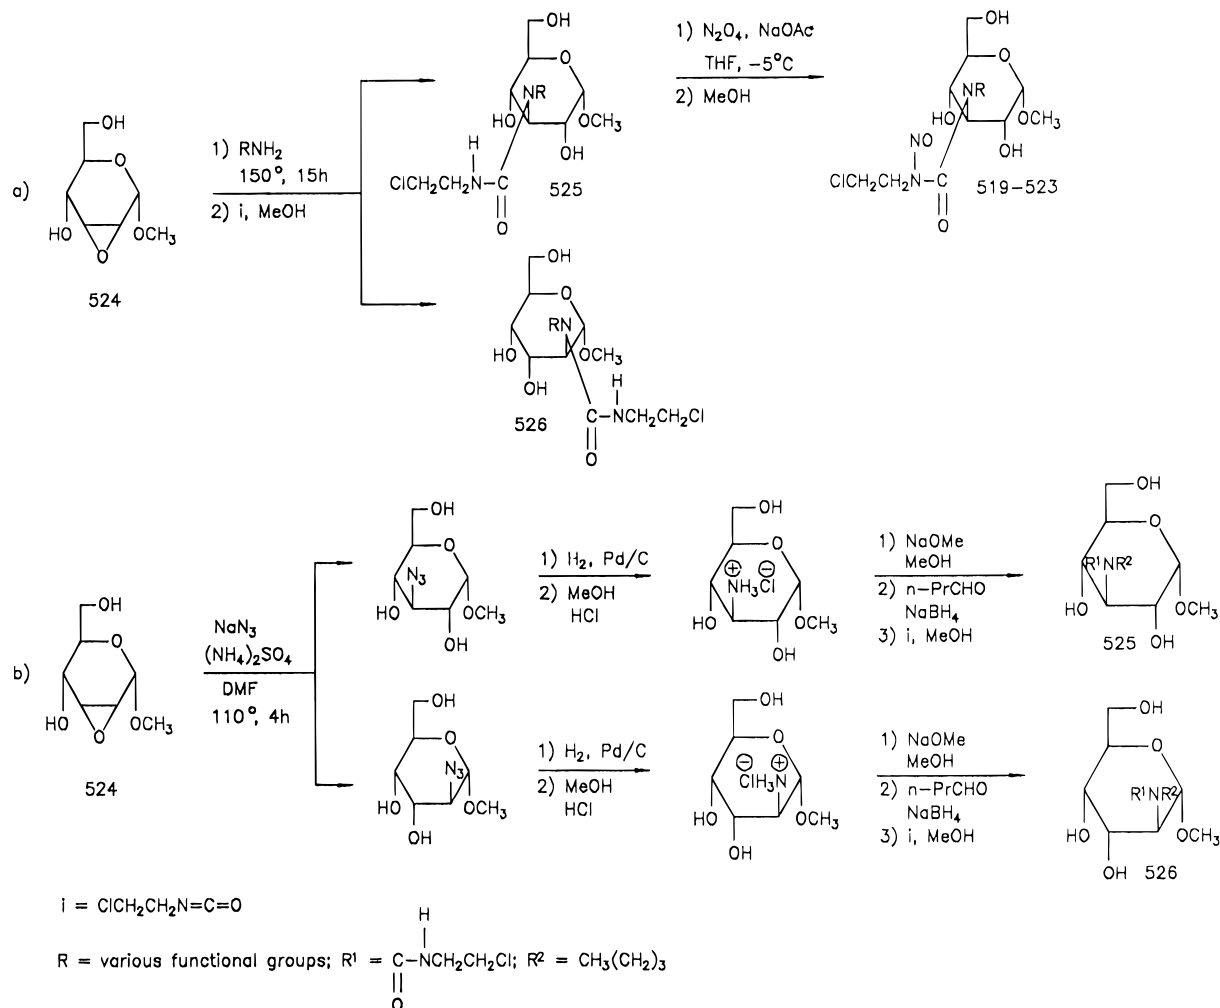 a)
OH
O
HO
O
OCH₃
524
1) RNH₂
150°, 15h
2) i, MeOH
OH
O
NR
HO
OH
OCH₃
H
ClCH₂CH₂N–C
O
525
1) N₂O₄, NaOAc
THF, –5°C
2) MeOH
OH
O
NR
HO
OH
OCH₃
NO
ClCH₂CH₂N–C
O
519–523
OH
O
RN
HO
OH
OCH₃
H
C–NCH₂CH₂Cl
O
526
b)
OH
O
HO
O
OCH₃
524
NaN₃
(NH₄)₂SO₄
DMF
110°, 4h
OH
O
N₃
HO
OH
OCH₃
1) H₂, Pd/C
2) MeOH
HCl
OH
O
⊕ ⊖
NH₃Cl
HO
OH
OCH₃
1) NaOMe
MeOH
2) n–PrCHO
NaBH₄
3) i, MeOH
OH
O
R¹NR²
HO
OH
OCH₃
525
OH
O
N₃
HO
OH
OCH₃
1) H₂, Pd/C
2) MeOH
HCl
OH
O
⊖ ⊕
ClH₃N
HO
OH
OCH₃
1) NaOMe
MeOH
2) n–PrCHO
NaBH₄
3) i, MeOH
OH
O
R¹NR²
HO
OH
OCH₃
526
i = ClCH₂CH₂N=C=O
H
R = various functional groups; R¹ = C–NCH₂CH₂Cl; R² = CH₃(CH₂)₃
O